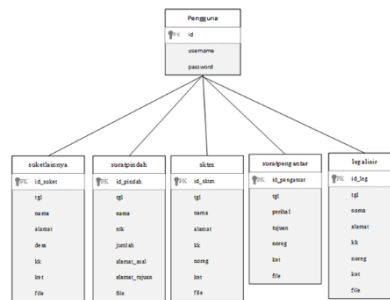 Pengguna
PK id
username
password
suketlainnya
PK id_suket
tgl
nama
alamat
desa
kk
ket
file
suratpindah
PK id_pindah
tgl
nama
nik
jumlah
alamat_asal
alamat_tujuan
file
sktm
PK id_sktm
tgl
nama
alamat
kk
noreg
ket
file
suratpengantar
PK id_pengantar
tgl
perihal
tujuan
noreg
ket
file
legalisir
PK id_leg
tgl
nama
alamat
kk
noreg
ket
file